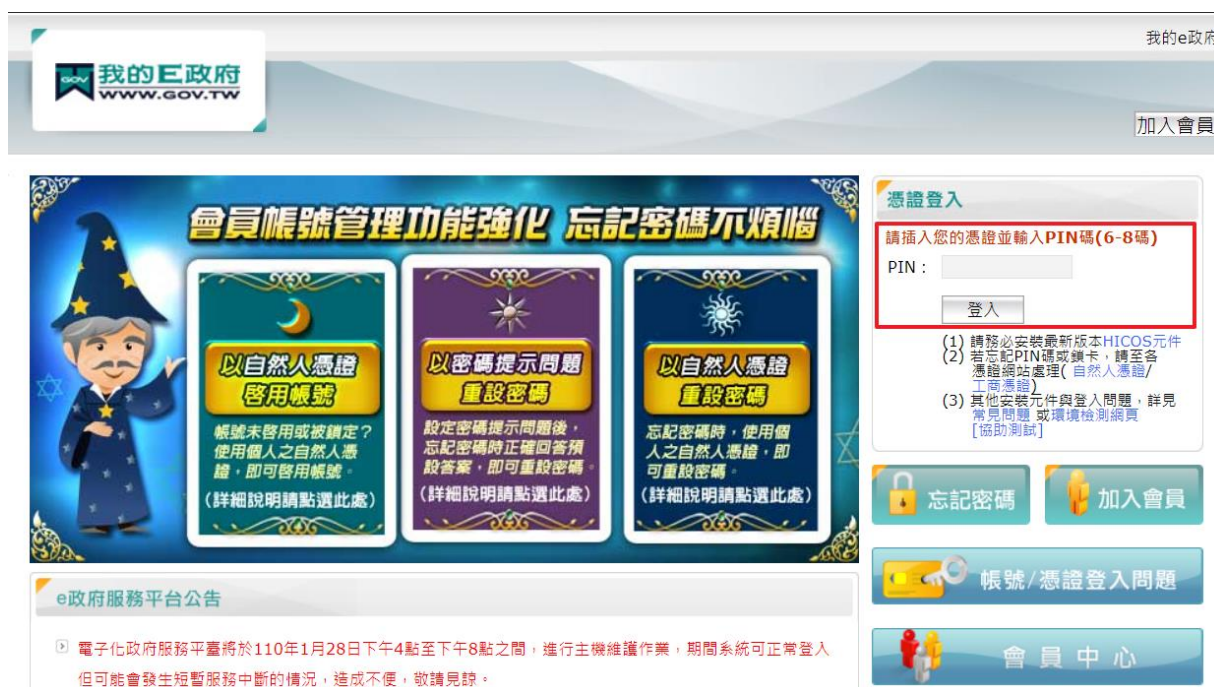 我的e政府
GOV 我的E政府
WWW.GOV.TW
加入會員
會員帳號管理功能強化 忘記密碼不煩惱
以自然人憑證
啓用帳號
帳號未啓用或被鎖定？
使用個人之自然人憑
證，即可啓用帳號。
(詳細說明請點選此處)
以密碼提示問題
重設密碼
設定密碼提示問題後，
忘記密碼時正確回答預
設答案，即可重設密碼。
(詳細說明請點選此處)
以自然人憑證
重設密碼
忘記密碼時，使用個
人之自然人憑證，即
可重設密碼。
(詳細說明請點選此處)
憑證登入
請插入您的憑證並輸入PIN碼(6-8碼)
PIN：
登入
(1) 請務必安裝最新版本HICOS元件
(2) 若忘記PIN碼或鎖卡，請至各
憑證網站處理( 自然人憑證/
工商憑證)
(3) 其他安裝元件與登入問題，詳見
常見問題 或環境檢測網頁
[協助測試]
忘記密碼
加入會員
帳號/憑證登入問題
會員中心
e政府服務平台公告
電子化政府服務平臺將於110年1月28日下午4點至下午8點之間，進行主機維護作業，期間系統可正常登入
但可能會發生短暫服務中斷的情況，造成不便，敬請見諒。